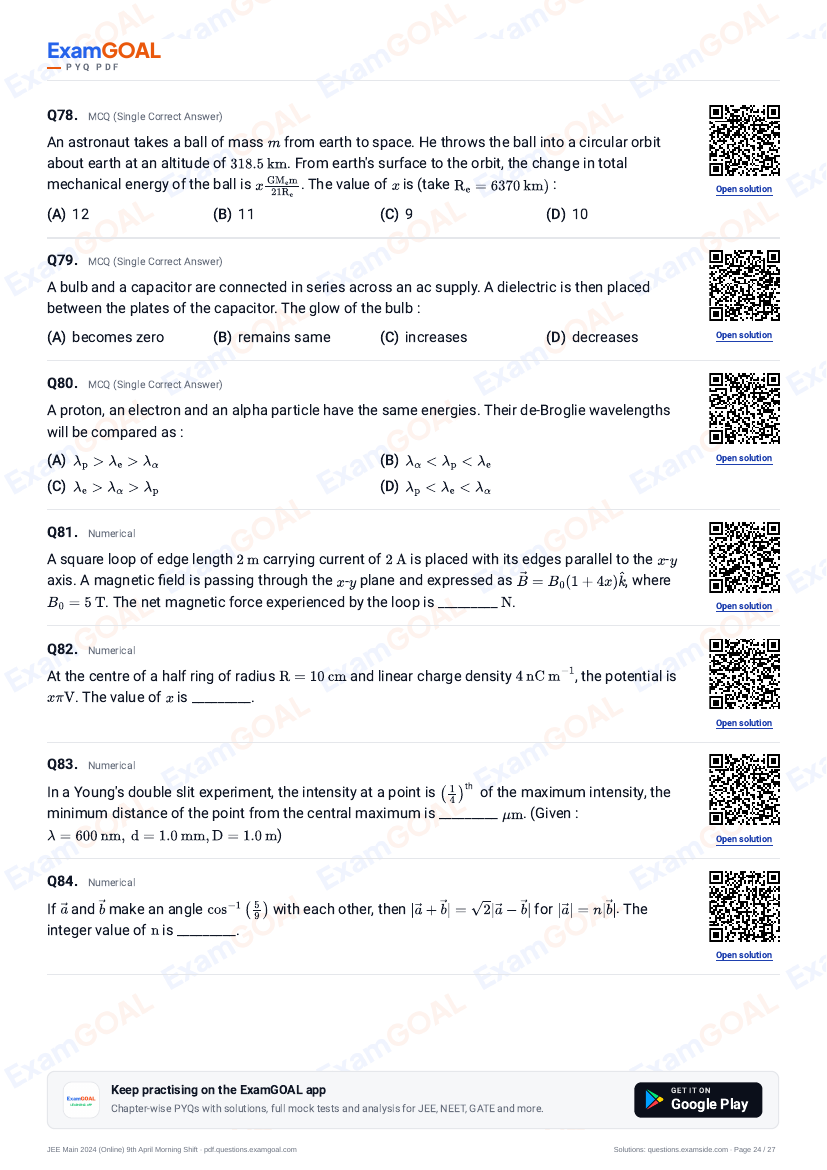 ExamGOAL
PYQ PDF
Q78. MCQ (Single Correct Answer)
An astronaut takes a ball of mass m from earth to space. He throws the ball into a circular orbit
about earth at an altitude of 318.5 km. From earth's surface to the orbit, the change in total
mechanical energy of the ball is x GMₑm/21Rₑ. The value of x is (take Rₑ = 6370 km) :
(A) 12 (B) 11 (C) 9 (D) 10
Open solution
Q79. MCQ (Single Correct Answer)
A bulb and a capacitor are connected in series across an ac supply. A dielectric is then placed
between the plates of the capacitor. The glow of the bulb :
(A) becomes zero (B) remains same (C) increases (D) decreases
Open solution
Q80. MCQ (Single Correct Answer)
A proton, an electron and an alpha particle have the same energies. Their de-Broglie wavelengths
will be compared as :
(A) λp > λe > λα (B) λα < λp < λe
(C) λe > λα > λp (D) λp < λe < λα
Open solution
Q81. Numerical
A square loop of edge length 2 m carrying current of 2 A is placed with its edges parallel to the x-y
axis. A magnetic field is passing through the x-y plane and expressed as B⃗ = B₀(1 + 4x)k̂, where
B₀ = 5 T. The net magnetic force experienced by the loop is ________ N.
Open solution
Q82. Numerical
At the centre of a half ring of radius R = 10 cm and linear charge density 4 nC m⁻¹, the potential is
xπV. The value of x is ________.
Open solution
Q83. Numerical
In a Young's double slit experiment, the intensity at a point is (1/4)ᵗʰ of the maximum intensity, the
minimum distance of the point from the central maximum is ________ μm. (Given :
λ = 600 nm, d = 1.0 mm, D = 1.0 m)
Open solution
Q84. Numerical
If a⃗ and b⃗ make an angle cos⁻¹(5/9) with each other, then |a⃗ + b⃗| = √2|a⃗ − b⃗| for |a⃗| = n|b⃗|. The
integer value of n is ________.
Open solution
Keep practising on the ExamGOAL app
Chapter-wise PYQs with solutions, full mock tests and analysis for JEE, NEET, GATE and more.
GET IT ON
Google Play
JEE Main 2024 (Online) 9th April Morning Shift · pdf.questions.examgoal.com
Solutions: questions.examside.com · Page 24 / 27